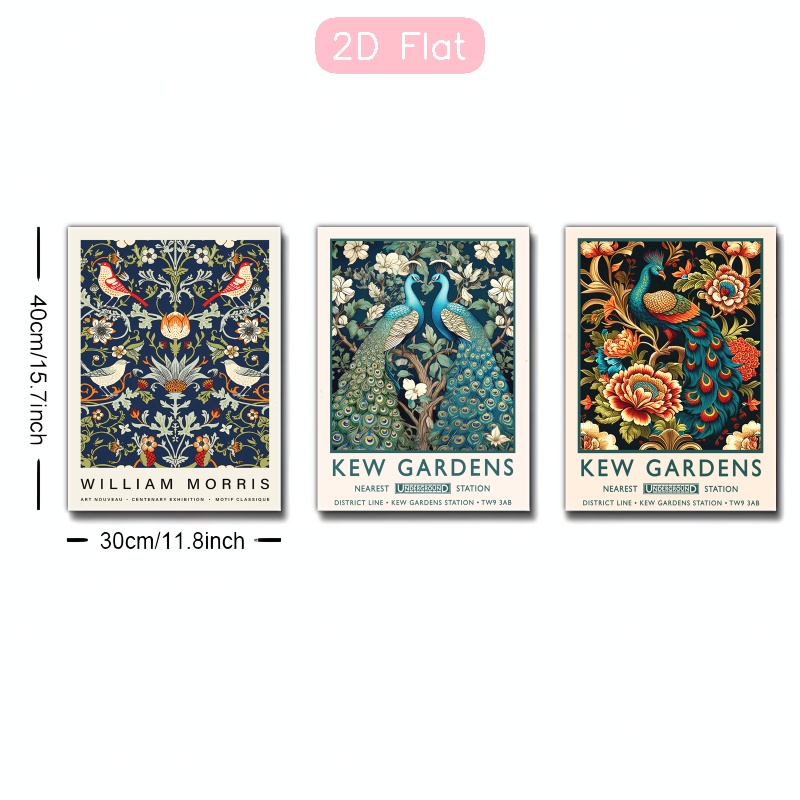 2D Flat
40cm/15.7inch
30cm/11.8inch
WILLIAM MORRIS
ART NOUVEAU • CENTENARY EXHIBITION • MOTIF CLASSIQUE
KEW GARDENS
NEAREST UNDERGROUND STATION
DISTRICT LINE • KEW GARDENS STATION • TW9 3AB
KEW GARDENS
NEAREST UNDERGROUND STATION
DISTRICT LINE • KEW GARDENS STATION • TW9 3AB